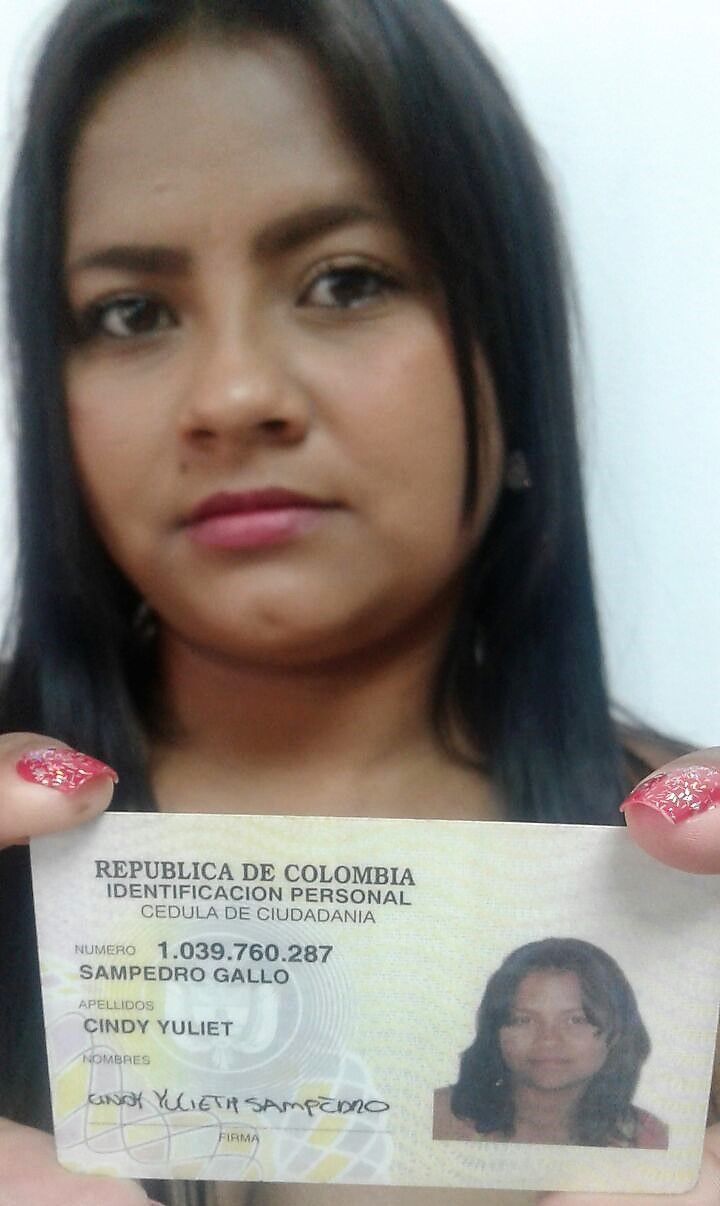 REPUBLICA DE COLOMBIA
IDENTIFICACION PERSONAL
CEDULA DE CIUDADANIA
NUMERO 1.039.760.287
SAMPEDRO GALLO
APELLIDOS
CINDY YULIET
NOMBRES
CINDY YULIETH SAMPEDRO
FIRMA